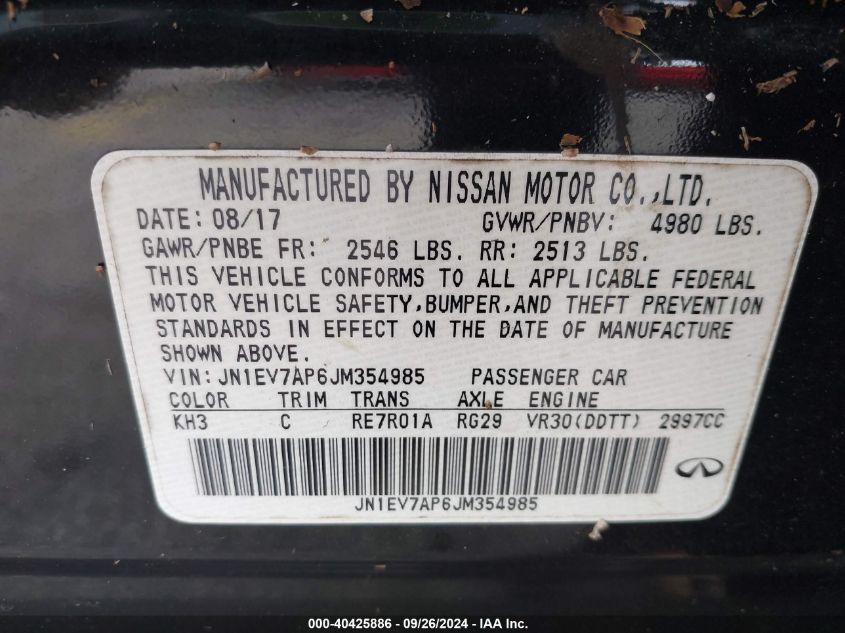 MANUFACTURED BY NISSAN MOTOR CO.,LTD.
DATE: 08/17 GVWR/PNBV: 4980 LBS.
GAWR/PNBE FR: 2546 LBS. RR: 2513 LBS.
THIS VEHICLE CONFORMS TO ALL APPLICABLE FEDERAL
MOTOR VEHICLE SAFETY,BUMPER,AND THEFT PREVENTION
STANDARDS IN EFFECT ON THE DATE OF MANUFACTURE
SHOWN ABOVE.
VIN:JN1EV7AP6JM354985 PASSENGER CAR
COLOR TRIM TRANS AXLE ENGINE
KH3 C RE7R01A RG29 VR30(DDTT) 2997CC
JN1EV7AP6JM354985
000-40425886 - 09/26/2024 - IAA Inc.